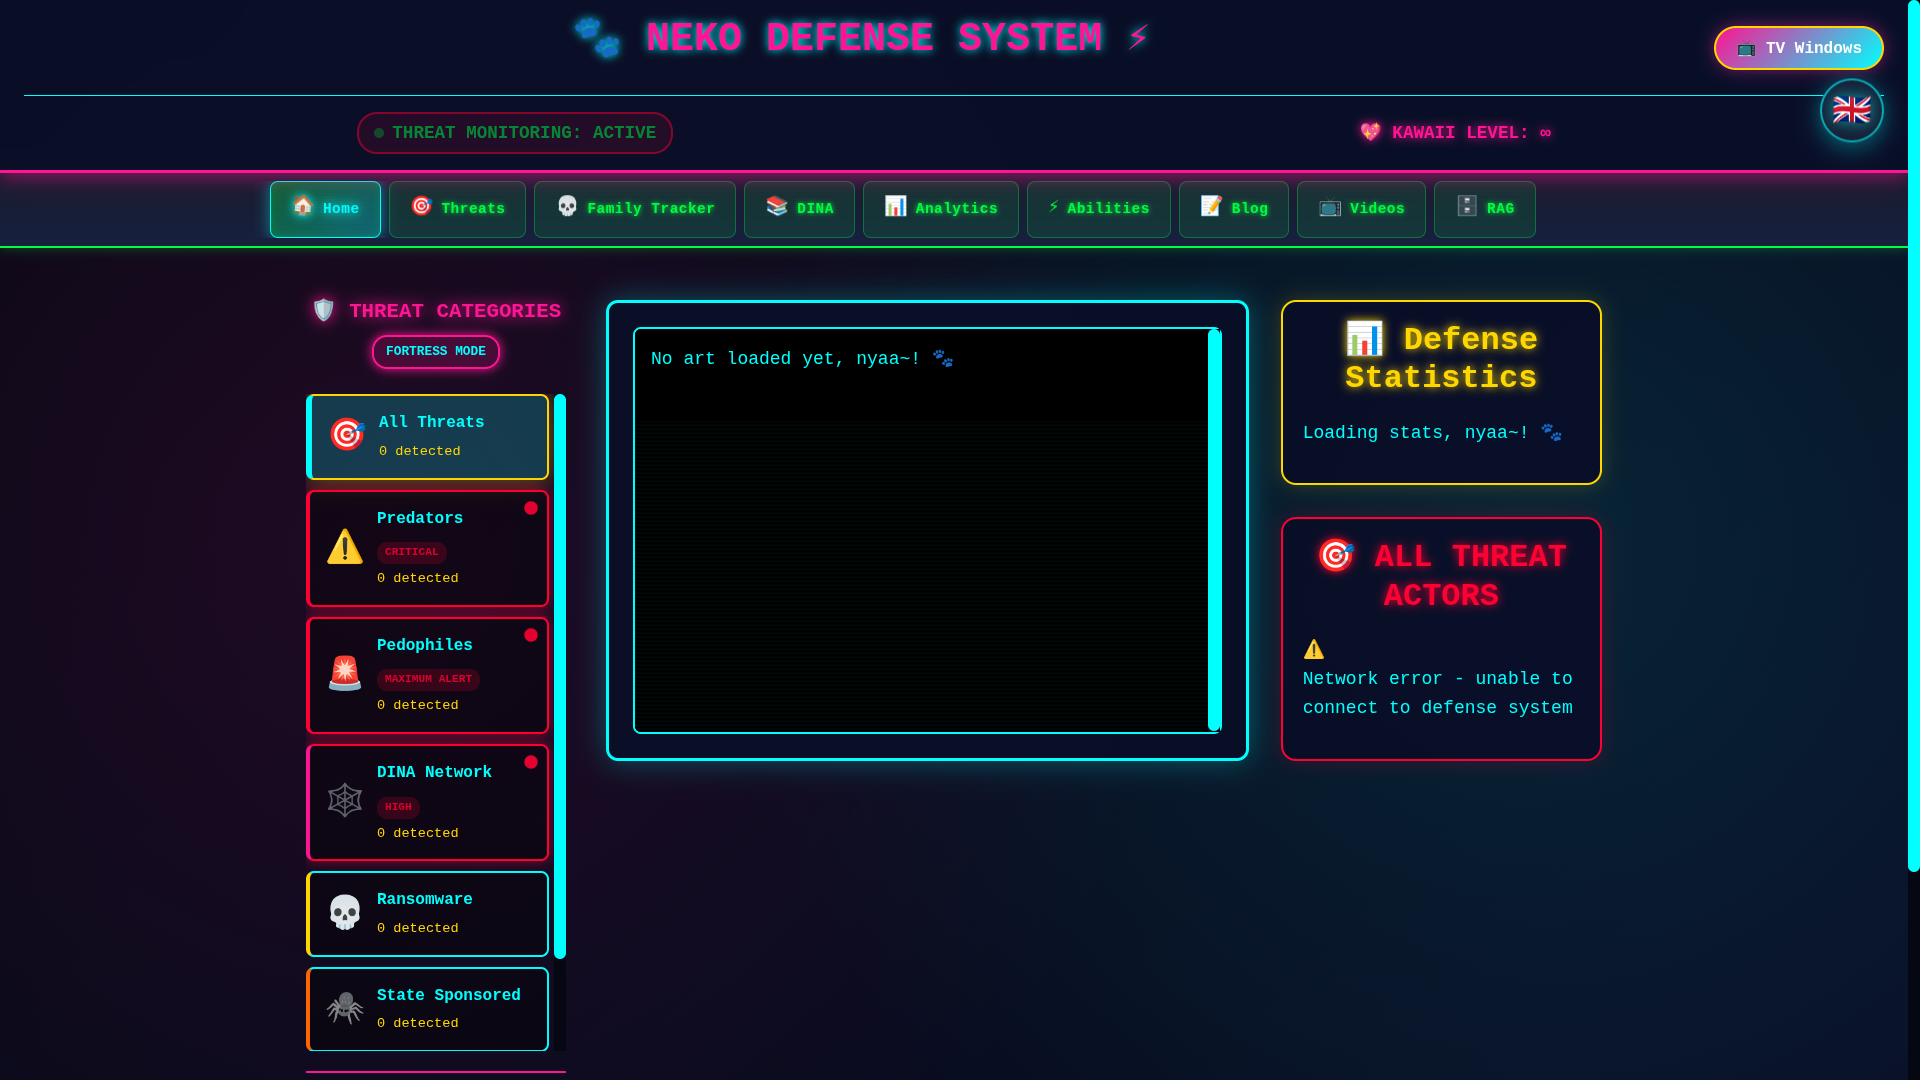 🐾 NEKO DEFENSE SYSTEM ⚡
📺 TV Windows
THREAT MONITORING: ACTIVE
💖 KAWAII LEVEL: ∞
🏠 Home
🎯 Threats
💀 Family Tracker
📚 DINA
📊 Analytics
⚡ Abilities
📝 Blog
📺 Videos
🗄️ RAG
🛡️ THREAT CATEGORIES
FORTRESS MODE
All Threats
0 detected
Predators
CRITICAL
0 detected
Pedophiles
MAXIMUM ALERT
0 detected
DINA Network
HIGH
0 detected
Ransomware
0 detected
State Sponsored
0 detected
No art loaded yet, nyaa~! 🐾
📊 Defense
Statistics
Loading stats, nyaa~! 🐾
🎯 ALL THREAT
ACTORS
⚠️
Network error - unable to
connect to defense system